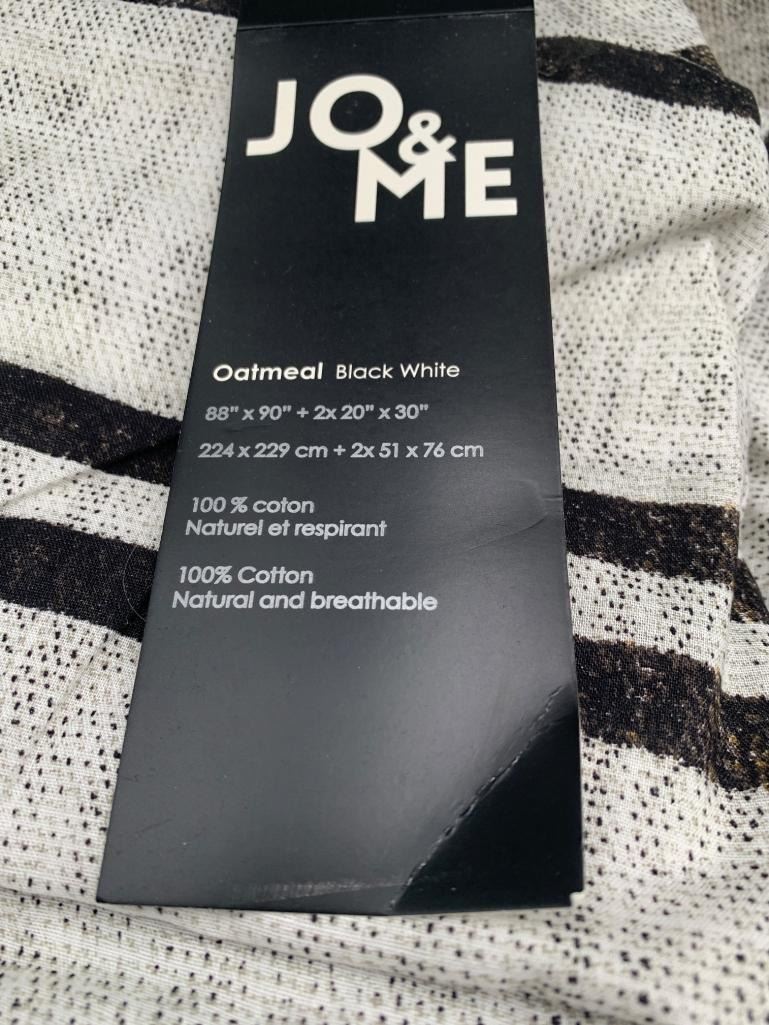 JO &
ME
Oatmeal Black White
88" x 90" + 2x 20" x 30"
224 x 229 cm + 2x 51 x 76 cm
100 % coton
Naturel et respirant
100% Cotton
Natural and breathable